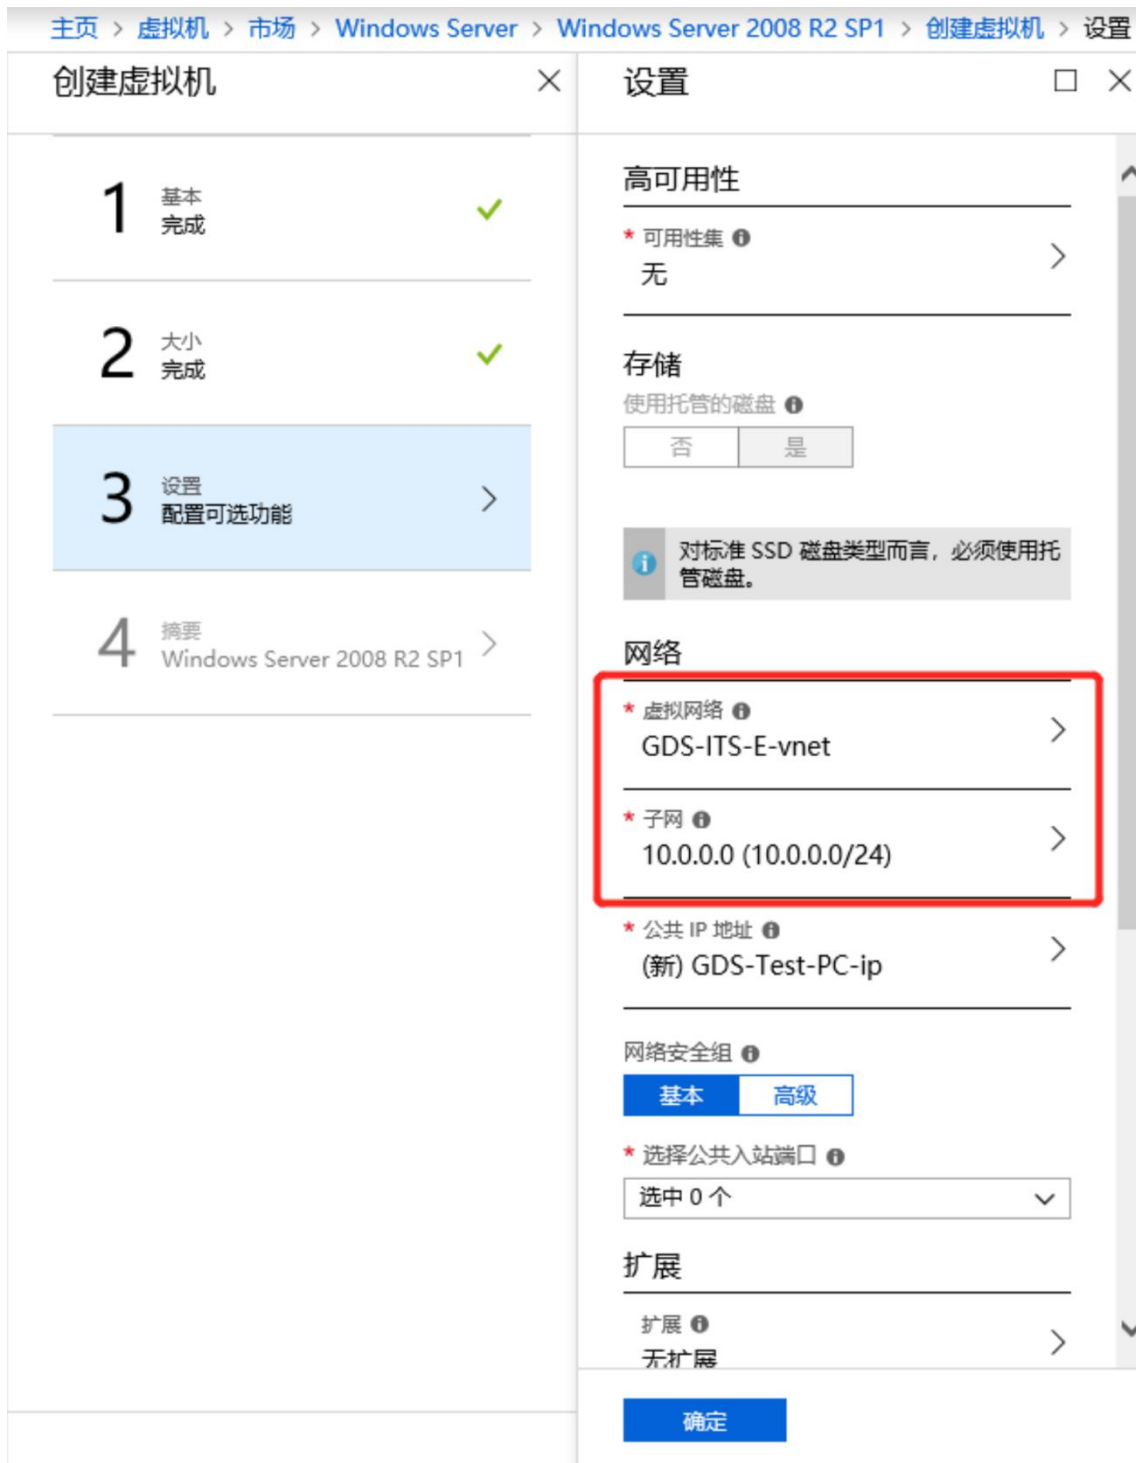 主页 > 虚拟机 > 市场 > Windows Server > Windows Server 2008 R2 SP1 > 创建虚拟机 > 设置
创建虚拟机
1
基本
完成
2
大小
完成
3
设置
配置可选功能
4
摘要
Windows Server 2008 R2 SP1
设置
高可用性
* 可用性集
无
存储
使用托管的磁盘
否 是
对标准 SSD 磁盘类型而言，必须使用托
管磁盘。
网络
* 虚拟网络
GDS-ITS-E-vnet
* 子网
10.0.0.0 (10.0.0.0/24)
* 公共 IP 地址
(新) GDS-Test-PC-ip
网络安全组
基本 高级
* 选择公共入站端口
选中 0 个
扩展
扩展
无扩展
确定